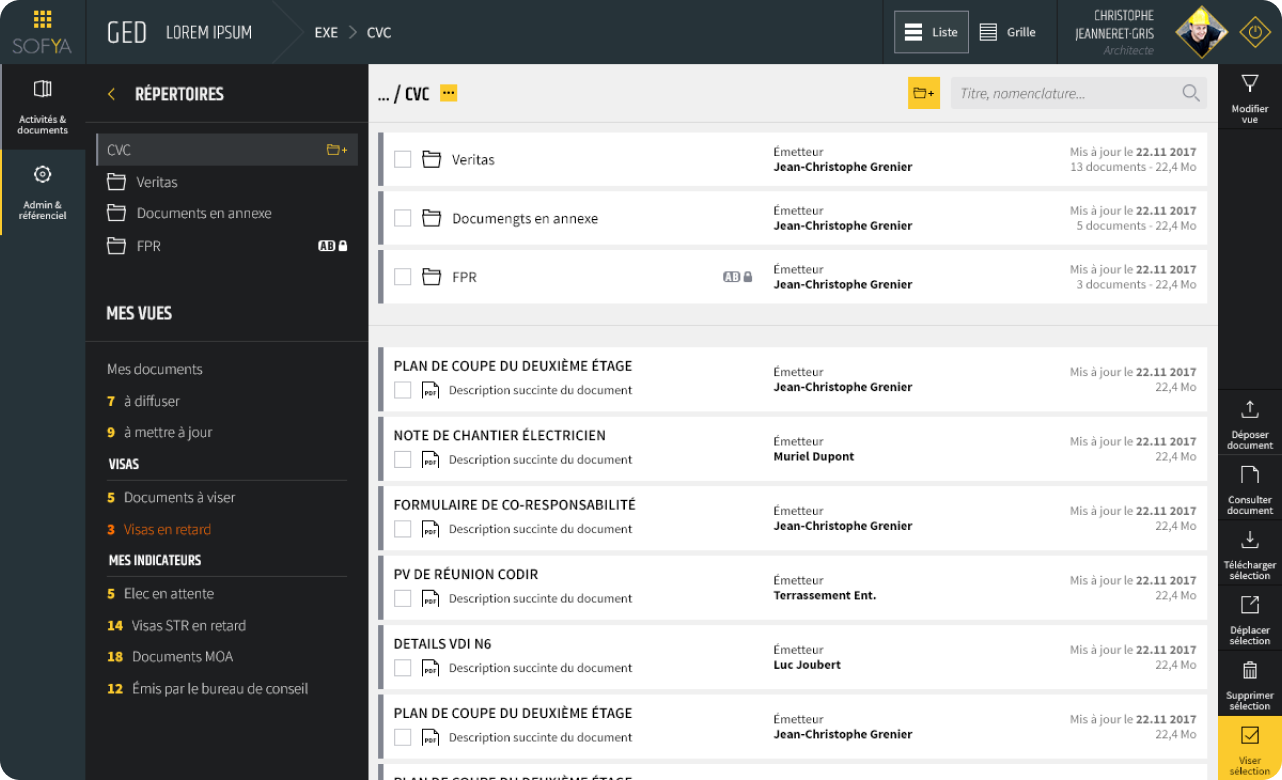 SOFYA
GED LOREM IPSUM EXE CVC
Liste
Grille
CHRISTOPHE
JEANNERET-GRIS
Architecte
Activités &
documents
Admin &
référenciel
RÉPERTOIRES
CVC
Veritas
Documents en annexe
FPR AB
MES VUES
Mes documents
7 à diffuser
9 à mettre à jour
VISAS
5 Documents à viser
3 Visas en retard
MES INDICATEURS
5 Elec en attente
14 Visas STR en retard
18 Documents MOA
12 Émis par le bureau de conseil
... / CVC ...
Titre, nomenclature...
Veritas
Émetteur
Jean-Christophe Grenier
Mis à jour le 22.11 2017
13 documents - 22,4 Mo
Documengts en annexe
Émetteur
Jean-Christophe Grenier
Mis à jour le 22.11 2017
5 documents - 22,4 Mo
FPR AB
Émetteur
Jean-Christophe Grenier
Mis à jour le 22.11 2017
3 documents - 22,4 Mo
PLAN DE COUPE DU DEUXIÈME ÉTAGE
PDF Description succinte du document
Émetteur
Jean-Christophe Grenier
Mis à jour le 22.11 2017
22,4 Mo
NOTE DE CHANTIER ÉLECTRICIEN
PDF Description succinte du document
Émetteur
Muriel Dupont
Mis à jour le 22.11 2017
22,4 Mo
FORMULAIRE DE CO-RESPONSABILITÉ
PDF Description succinte du document
Émetteur
Jean-Christophe Grenier
Mis à jour le 22.11 2017
22,4 Mo
PV DE RÉUNION CODIR
PDF Description succinte du document
Émetteur
Terrassement Ent.
Mis à jour le 22.11 2017
22,4 Mo
DETAILS VDI N6
PDF Description succinte du document
Émetteur
Luc Joubert
Mis à jour le 22.11 2017
22,4 Mo
PLAN DE COUPE DU DEUXIÈME ÉTAGE
PDF Description succinte du document
Émetteur
Jean-Christophe Grenier
Mis à jour le 22.11 2017
22,4 Mo
PLAN DE COUPE DU DEUXIÈME ÉTAGE
Modifier
vue
Déposer
document
Consulter
document
Télécharger
sélection
Déplacer
sélection
Supprimer
sélection
Viser
sélection